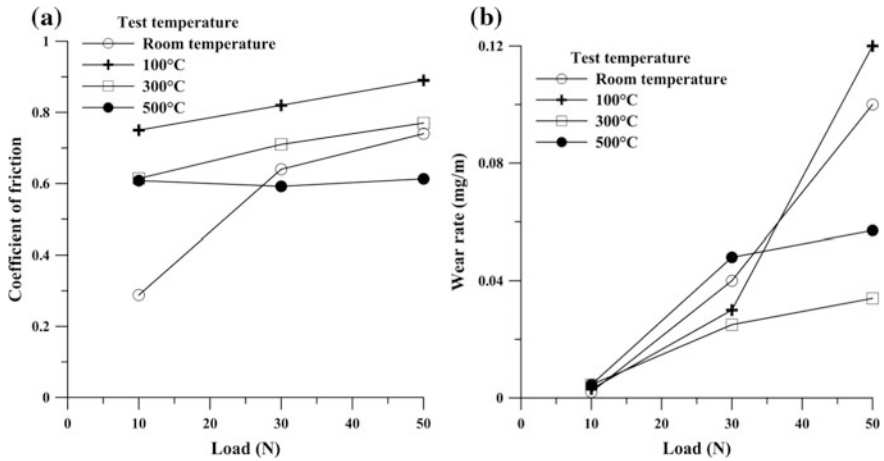 (a)
Test temperature
Room temperature
100°C
300°C
500°C
1
0.8
0.6
0.4
0.2
0
Coefficient of friction
0 10 20 30 40 50
Load (N)
(b)
Test temperature
Room temperature
100°C
300°C
500°C
0.12
0.08
0.04
0
Wear rate (mg/m)
0 10 20 30 40 50
Load (N)